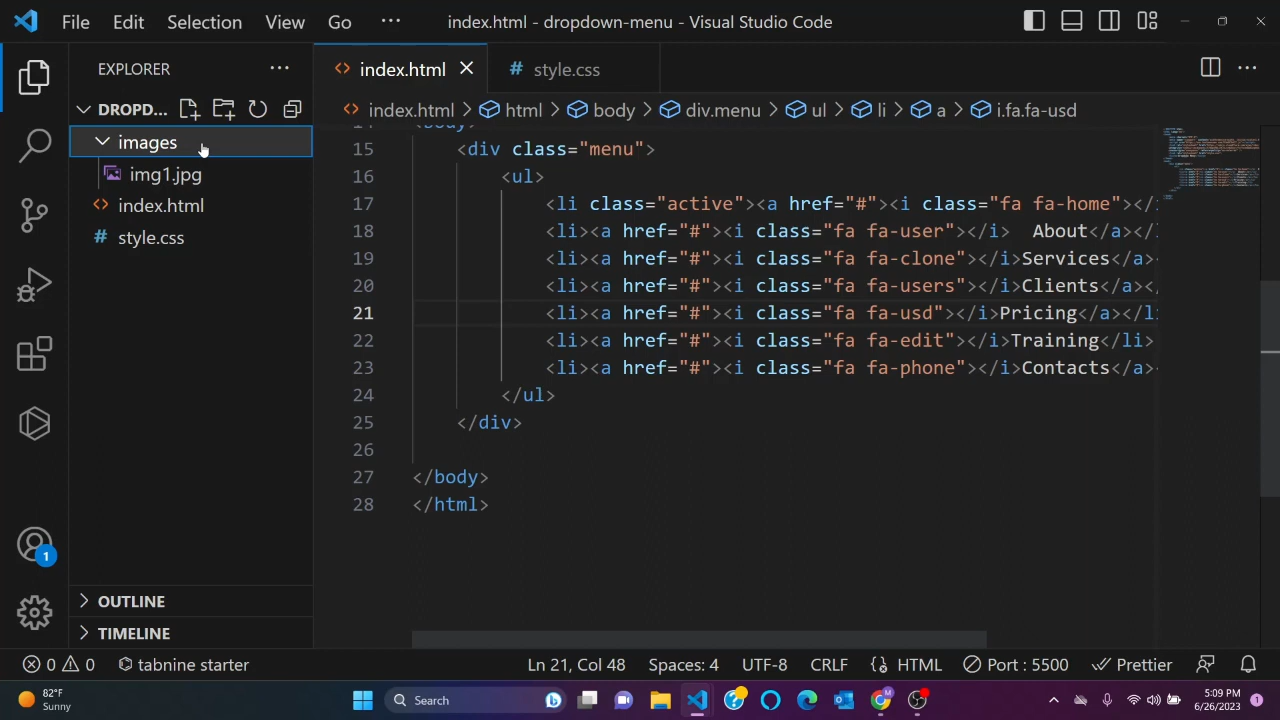 File Edit Selection View Go ··· index.html - dropdown-menu - Visual Studio Code
EXPLORER ···
DROPD...
images
img1.jpg
index.html
style.css
OUTLINE
TIMELINE
index.html
style.css
index.html > html > body > div.menu > ul > li > a > i.fa.fa-usd
15 <div class="menu">
16 <ul>
17 <li class="active"><a href="#"><i class="fa fa-home"></i
18 <li><a href="#"><i class="fa fa-user"></i>  About</a></l
19 <li><a href="#"><i class="fa fa-clone"></i>Services</a>
20 <li><a href="#"><i class="fa fa-users"></i>Clients</a><
21 <li><a href="#"><i class="fa fa-usd"></i>Pricing</a></li
22 <li><a href="#"><i class="fa fa-edit"></i>Training</li>
23 <li><a href="#"><i class="fa fa-phone"></i>Contacts</a>
24 </ul>
25 </div>
26
27 </body>
28 </html>
1
0 0 tabnine starter Ln 21, Col 48 Spaces: 4 UTF-8 CRLF HTML Port : 5500 Prettier
82°F
Sunny
Search
5:09 PM
6/26/2023
1